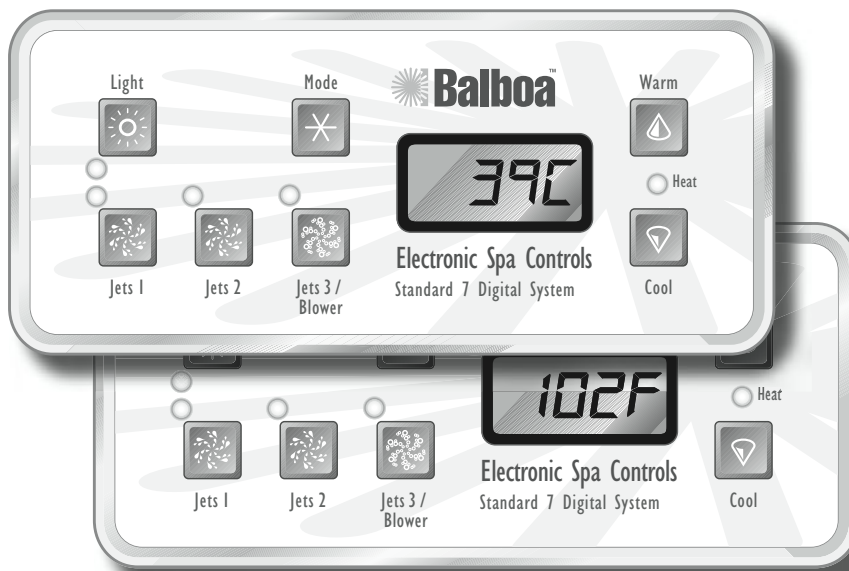 Light
Mode
Balboa™
Warm
39C
Heat
Jets 1
Jets 2
Jets 3 /
Blower
Electronic Spa Controls
Standard 7 Digital System
Cool
102F
Heat
Jets 1
Jets 2
Jets 3 /
Blower
Electronic Spa Controls
Standard 7 Digital System
Cool